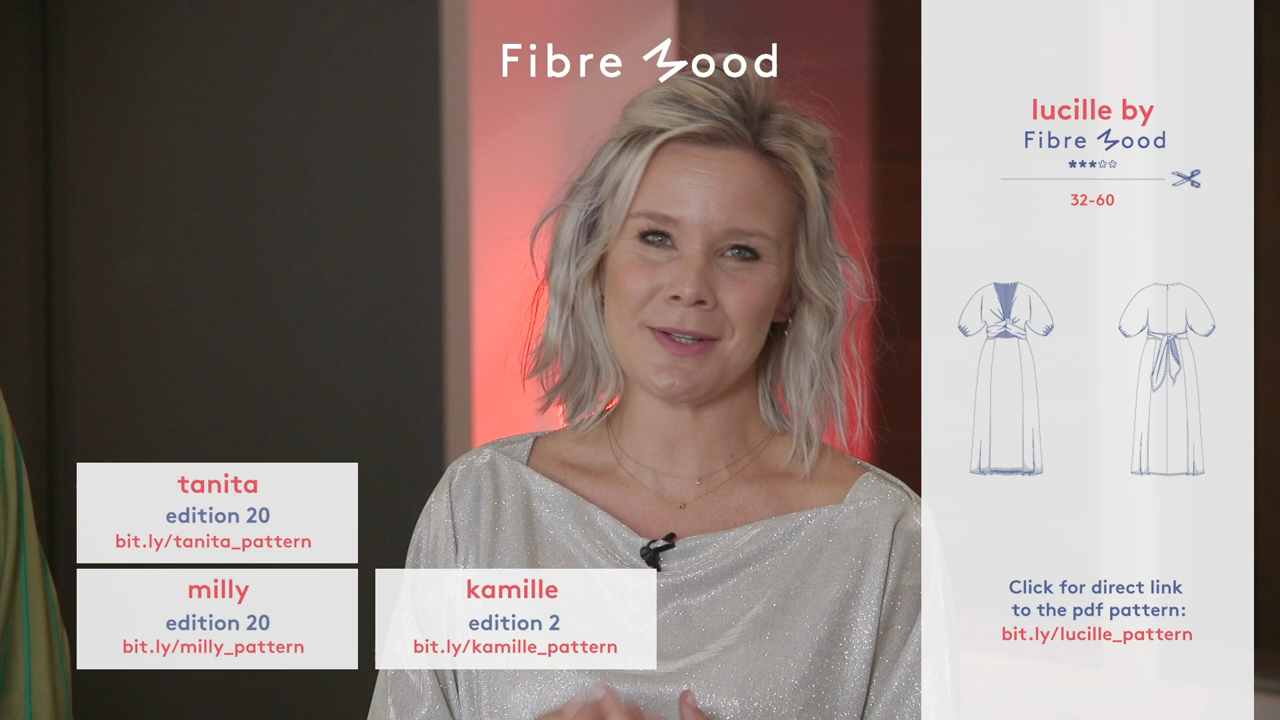 Fibre Mood
lucille by
Fibre Mood
32-60
tanita
edition 20
bit.ly/tanita_pattern
milly
edition 20
bit.ly/milly_pattern
kamille
edition 2
bit.ly/kamille_pattern
Click for direct link
to the pdf pattern:
bit.ly/lucille_pattern